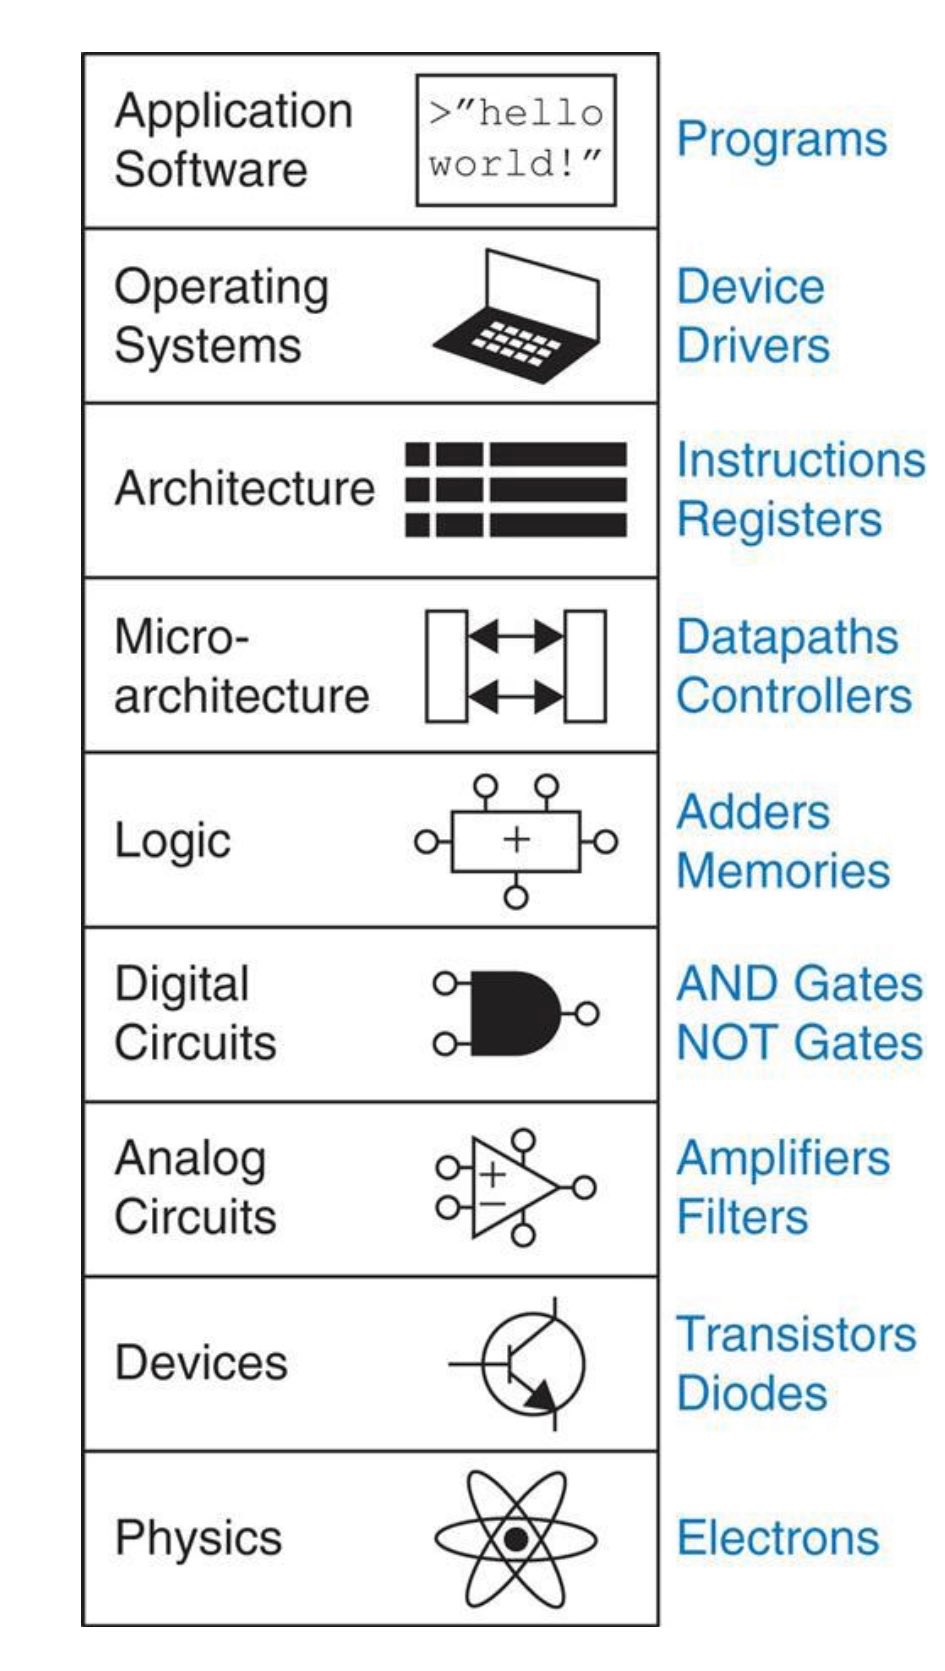 Application
Software
>"hello
world!"
Programs
Operating
Systems
Device
Drivers
Architecture
Instructions
Registers
Micro-
architecture
Datapaths
Controllers
Logic
+
Adders
Memories
Digital
Circuits
AND Gates
NOT Gates
Analog
Circuits
+
−
Amplifiers
Filters
Devices
Transistors
Diodes
Physics
Electrons